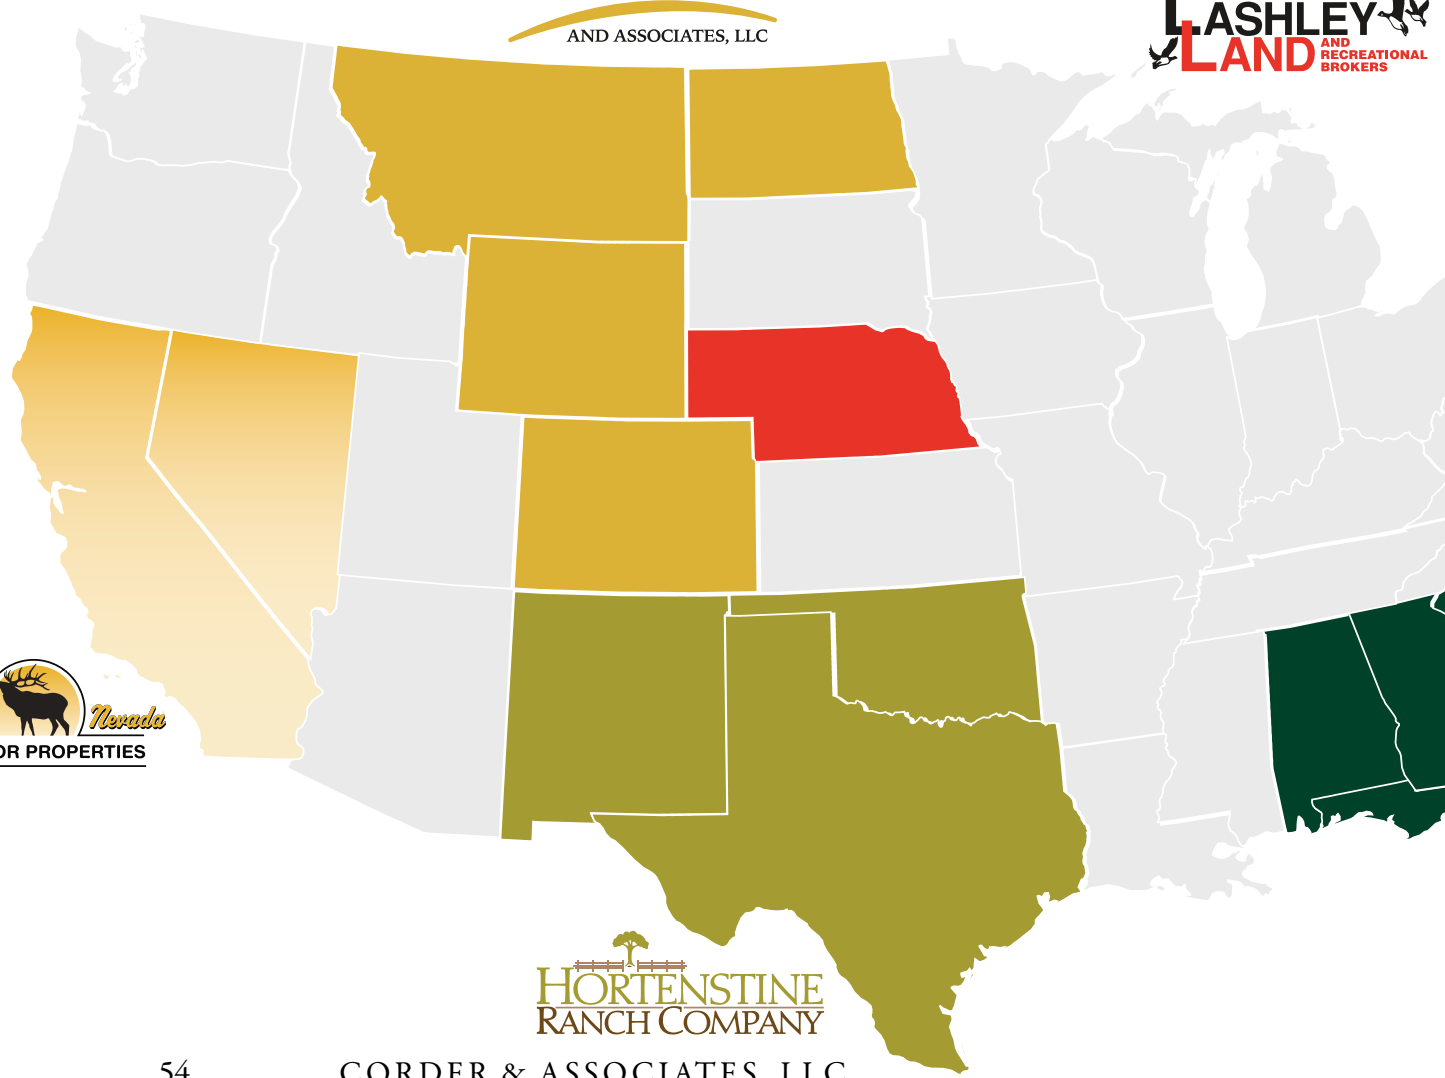 AND ASSOCIATES, LLC
LASHLEY
LAND AND
RECREATIONAL
BROKERS
Nevada
OR PROPERTIES
HORTENSTINE
RANCH COMPANY
54
CORDER & ASSOCIATES, LLC